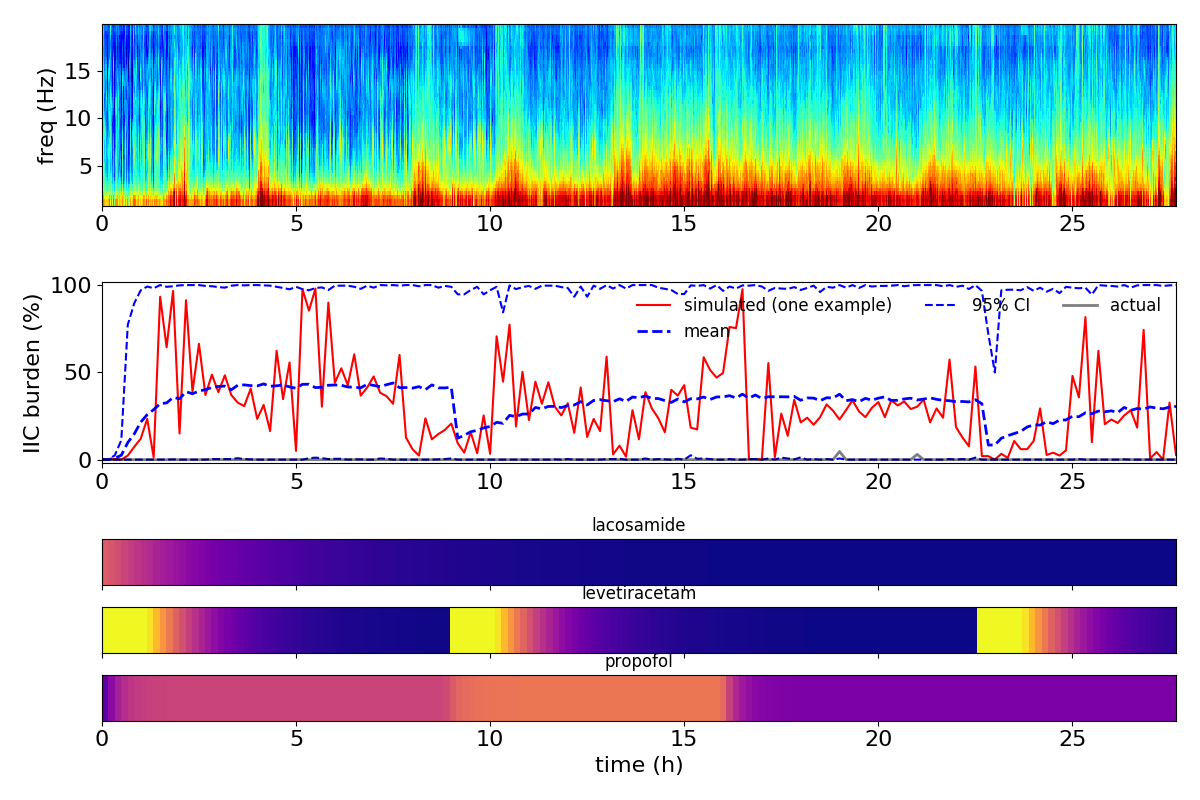 freq (Hz)
15
10
5
0 5 10 15 20 25
IIC burden (%)
100
50
0
simulated (one example) 95% CI actual
mean
0 5 10 15 20 25
lacosamide
levetiracetam
propofol
0 5 10 15 20 25
time (h)